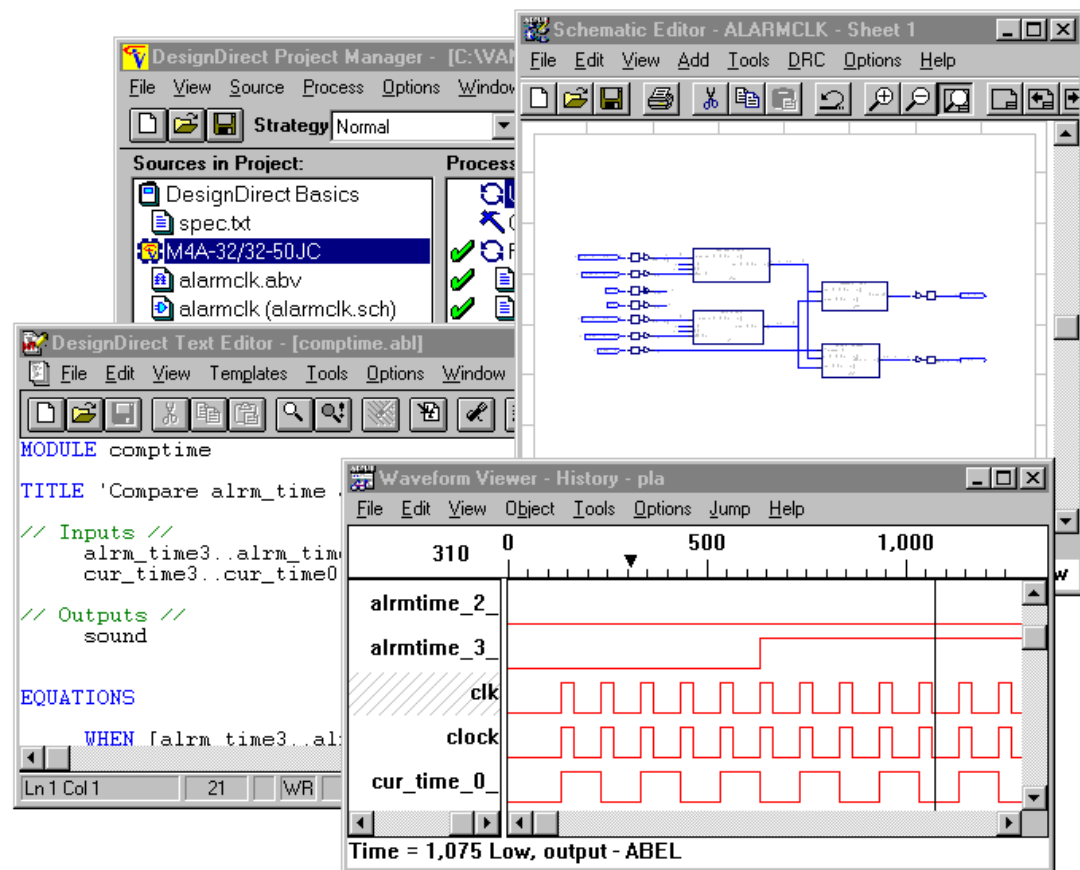 Schematic Editor - ALARMCLK - Sheet 1
File Edit View Add Tools DRC Options Help
DesignDirect Project Manager - [C:\VAN
File View Source Process Options Window
Strategy Normal
Sources in Project:
DesignDirect Basics
spec.txt
M4A-32/32-50JC
alarmclk.abv
alarmclk (alarmclk.sch)
Process
DesignDirect Text Editor - [comptime.abl]
File Edit View Templates Tools Options Window
MODULE comptime
TITLE 'Compare alrm_time
// Inputs //
alrm_time3..alrm_time
cur_time3..cur_time0
// Outputs //
sound
EQUATIONS
WHEN [alrm_time3..al
Ln 1 Col 1 21 WR
Waveform Viewer - History - pla
File Edit View Object Tools Options Jump Help
310 0 500 1,000
alrmtime_2_
alrmtime_3_
clk
clock
cur_time_0_
Time = 1,075 Low, output - ABEL